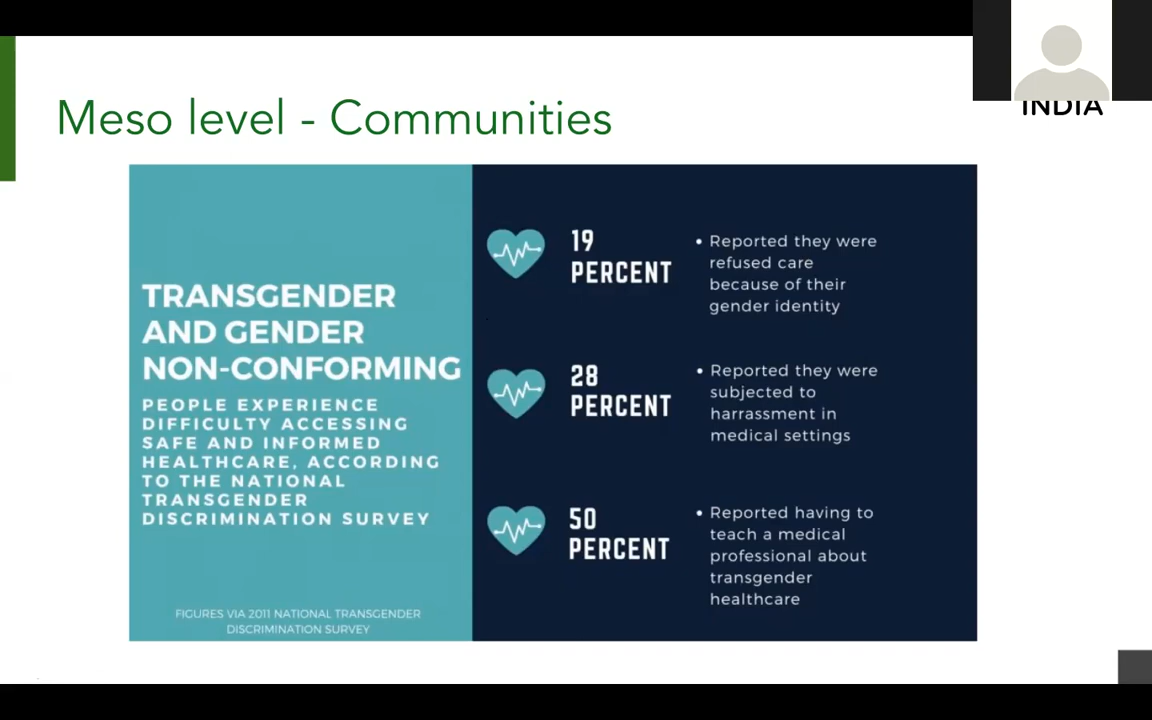 Meso level - Communities
INDIA
TRANSGENDER
AND GENDER
NON-CONFORMING
PEOPLE EXPERIENCE
DIFFICULTY ACCESSING
SAFE AND INFORMED
HEALTHCARE, ACCORDING
TO THE NATIONAL
TRANSGENDER
DISCRIMINATION SURVEY
FIGURES VIA 2011 NATIONAL TRANSGENDER
DISCRIMINATION SURVEY
19
PERCENT
• Reported they were
refused care
because of their
gender identity
28
PERCENT
• Reported they were
subjected to
harrassment in
medical settings
50
PERCENT
• Reported having to
teach a medical
professional about
transgender
healthcare